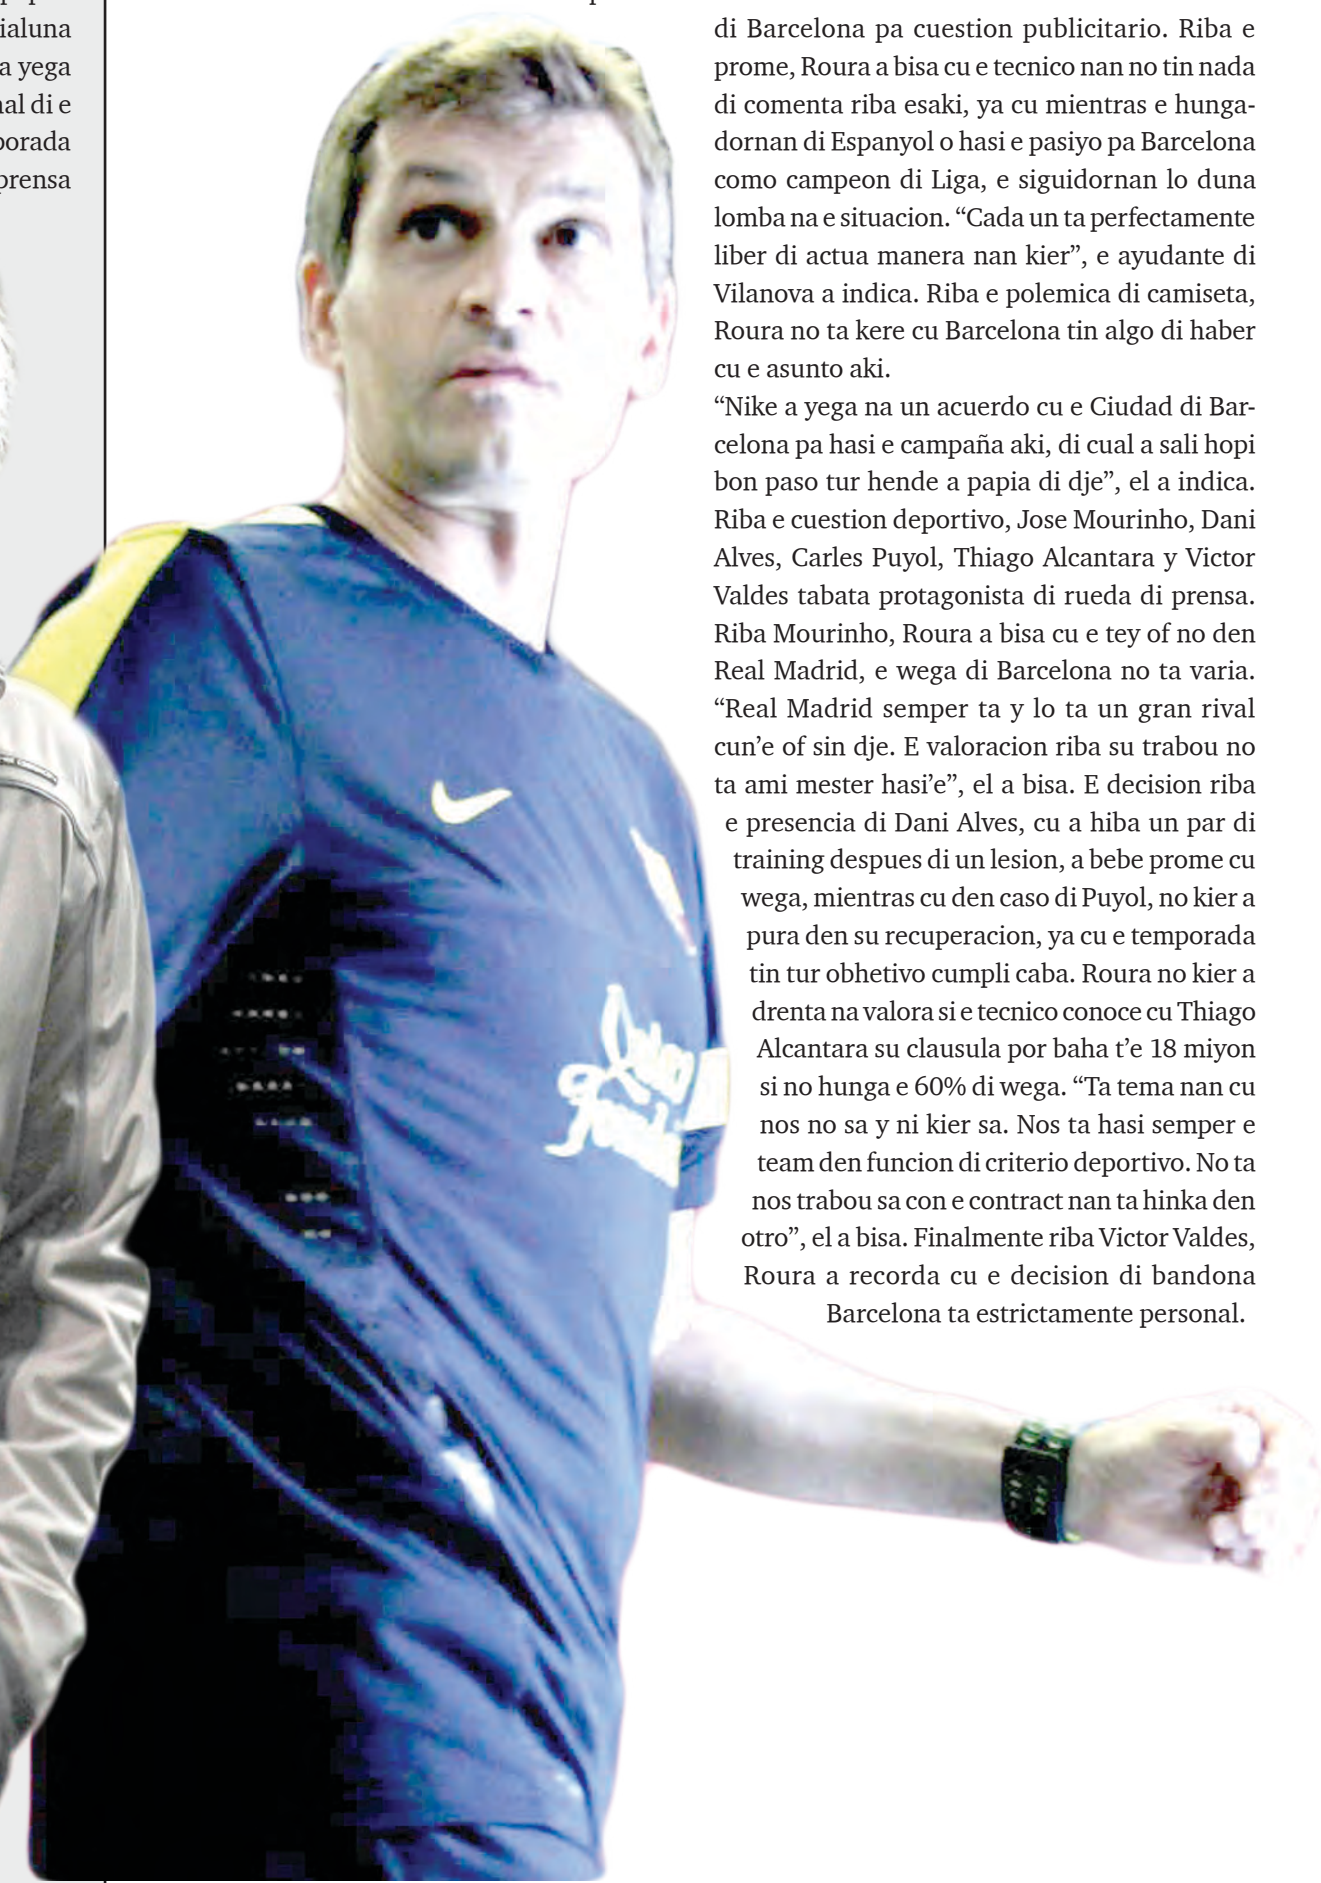 ialuna
a yega
al di e
porada
prensa
di Barcelona pa cuestion publicitario. Riba e
prome, Roura a bisa cu e tecnico nan no tin nada
di comenta riba esaki, ya cu mientras e hunga-
dornan di Espanyol o hasi e pasiyo pa Barcelona
como campeon di Liga, e siguidornan lo duna
lomba na e situacion. “Cada un ta perfectamente
liber di actua manera nan kier”, e ayudante di
Vilanova a indica. Riba e polemica di camiseta,
Roura no ta kere cu Barcelona tin algo di haber
cu e asunto aki.
“Nike a yega na un acuerdo cu e Ciudad di Bar-
celona pa hasi e campaña aki, di cual a sali hopi
bon paso tur hende a papia di dje”, el a indica.
Riba e cuestion deportivo, Jose Mourinho, Dani
Alves, Carles Puyol, Thiago Alcantara y Victor
Valdes tabata protagonista di rueda di prensa.
Riba Mourinho, Roura a bisa cu e tey of no den
Real Madrid, e wega di Barcelona no ta varia.
“Real Madrid semper ta y lo ta un gran rival
cun’e of sin dje. E valoracion riba su trabou no
ta ami mester hasi’e”, el a bisa. E decision riba
e presencia di Dani Alves, cu a hiba un par di
training despues di un lesion, a bebe prome cu
wega, mientras cu den caso di Puyol, no kier a
pura den su recuperacion, ya cu e temporada
tin tur obhetivo cumpli caba. Roura no kier a
drenta na valora si e tecnico conoce cu Thiago
Alcantara su clausula por baha t’e 18 miyon
si no hunga e 60% di wega. “Ta tema nan cu
nos no sa y ni kier sa. Nos ta hasi semper e
team den funcion di criterio deportivo. No ta
nos trabou sa con e contract nan ta hinka den
otro”, el a bisa. Finalmente riba Victor Valdes,
Roura a recorda cu e decision di bandona
Barcelona ta estrictamente personal.